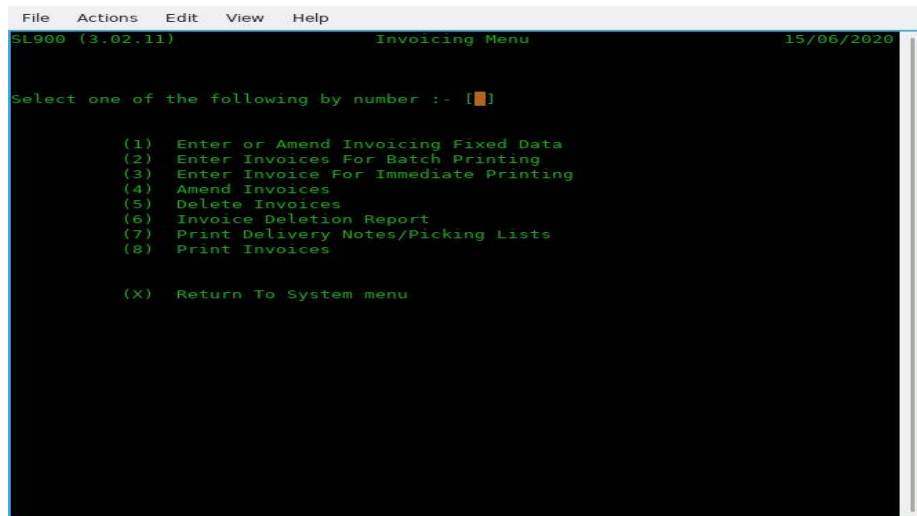 File Actions Edit View Help
SL900 (3.02.11) Invoicing Menu 15/06/2020
Select one of the following by number :- [ ]
(1) Enter or Amend Invoicing Fixed Data
(2) Enter Invoices For Batch Printing
(3) Enter Invoice For Immediate Printing
(4) Amend Invoices
(5) Delete Invoices
(6) Invoice Deletion Report
(7) Print Delivery Notes/Picking Lists
(8) Print Invoices
(X) Return To System menu